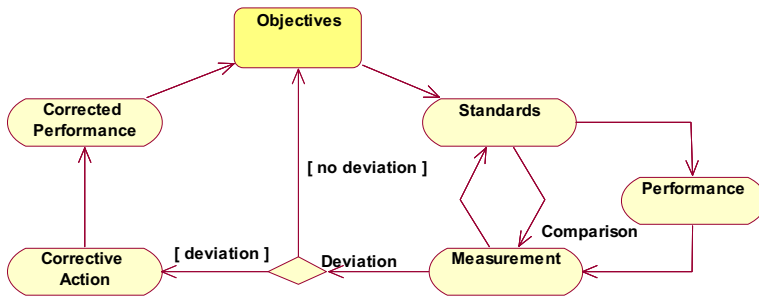 Objectives
Corrected
Performance
Standards
[ no deviation ]
Performance
Comparison
[ deviation ]
Deviation
Corrective
Action
Measurement